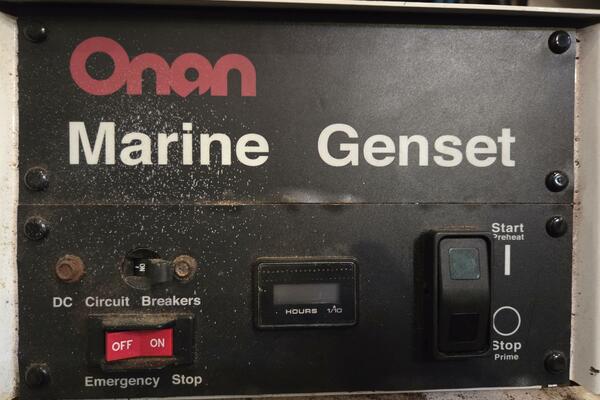 Onan
Marine Genset
Start
Preheat
DC Circuit Breakers
HOURS 1/10
OFF ON
Stop
Prime
Emergency Stop